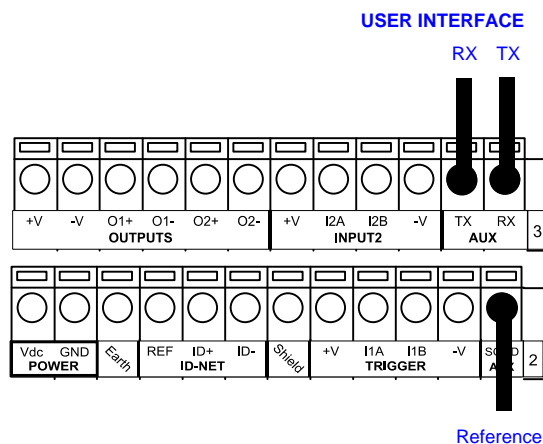 USER INTERFACE
RX TX
+V -V O1+ O1- O2+ O2- +V I2A I2B -V TX RX
OUTPUTS INPUT2 AUX 3
Vdc GND Earth REF ID+ ID- Shield +V I1A I1B -V
POWER ID-NET TRIGGER 2
Reference